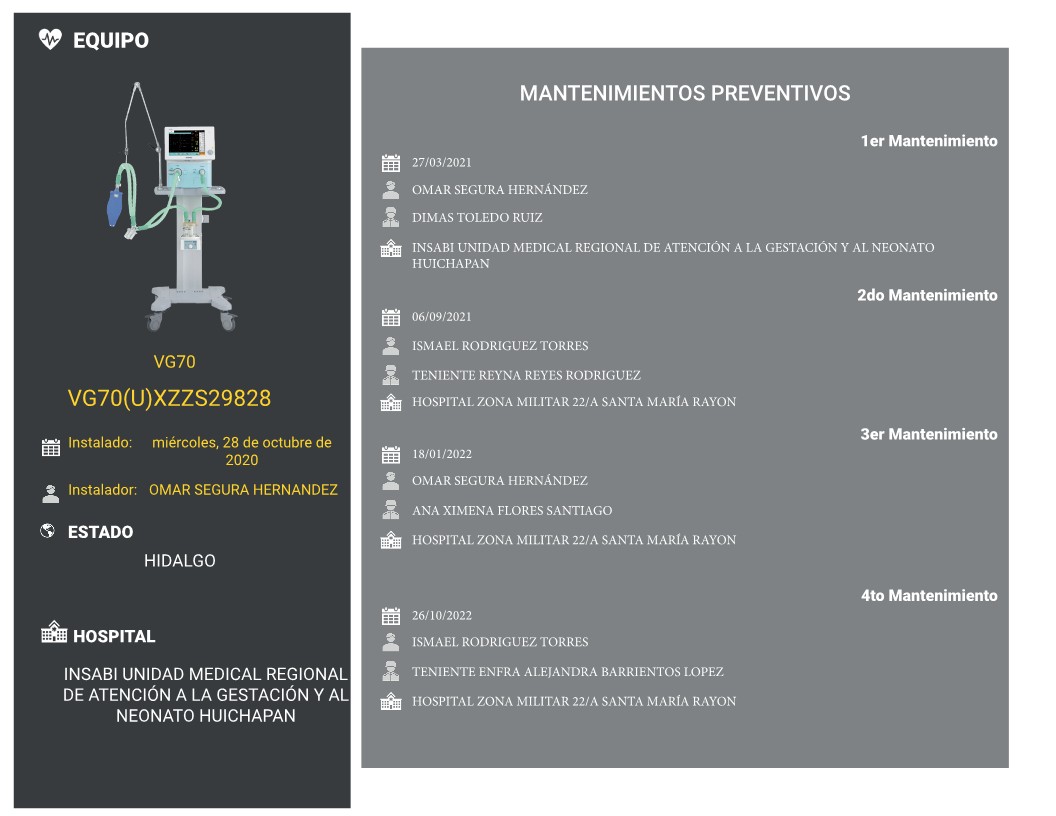 EQUIPO
VG70
VG70(U)XZZS29828
Instalado: miércoles, 28 de octubre de
2020
Instalador: OMAR SEGURA HERNANDEZ
ESTADO
HIDALGO
HOSPITAL
INSABI UNIDAD MEDICAL REGIONAL
DE ATENCIÓN A LA GESTACIÓN Y AL
NEONATO HUICHAPAN
MANTENIMIENTOS PREVENTIVOS
1er Mantenimiento
27/03/2021
OMAR SEGURA HERNÁNDEZ
DIMAS TOLEDO RUIZ
INSABI UNIDAD MEDICAL REGIONAL DE ATENCIÓN A LA GESTACIÓN Y AL NEONATO
HUICHAPAN
2do Mantenimiento
06/09/2021
ISMAEL RODRIGUEZ TORRES
TENIENTE REYNA REYES RODRIGUEZ
HOSPITAL ZONA MILITAR 22/A SANTA MARÍA RAYON
3er Mantenimiento
18/01/2022
OMAR SEGURA HERNÁNDEZ
ANA XIMENA FLORES SANTIAGO
HOSPITAL ZONA MILITAR 22/A SANTA MARÍA RAYON
4to Mantenimiento
26/10/2022
ISMAEL RODRIGUEZ TORRES
TENIENTE ENFRA ALEJANDRA BARRIENTOS LOPEZ
HOSPITAL ZONA MILITAR 22/A SANTA MARÍA RAYON